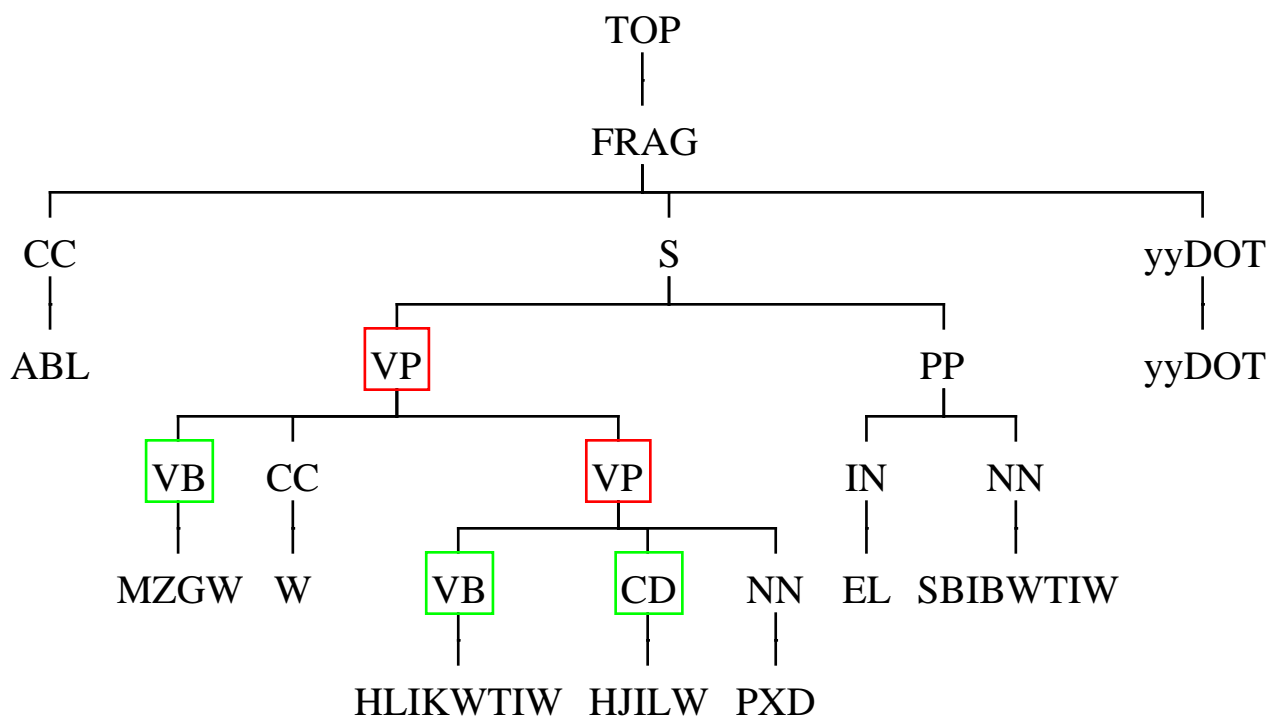 TOP
FRAG
CC S yyDOT
ABL VP PP yyDOT
VB CC VP IN NN
MZGW W VB CD NN EL SBIBWTIW
HLIKWTIW HJILW PXD